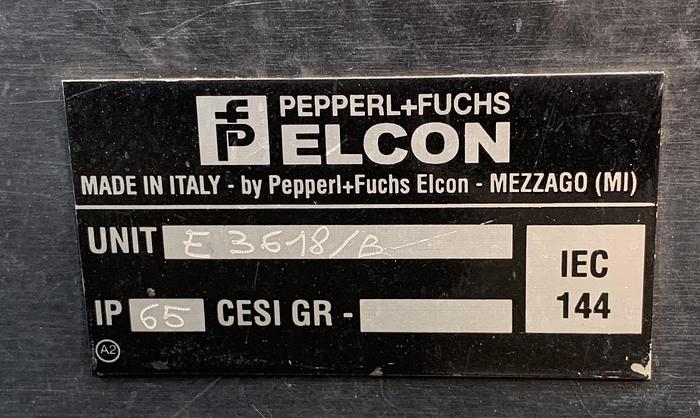 PEPPERL+FUCHS
ELCON
MADE IN ITALY - by Pepperl+Fuchs Elcon - MEZZAGO (MI)
UNIT E 3618/B
IEC
144
IP 65 CESI GR -
A2